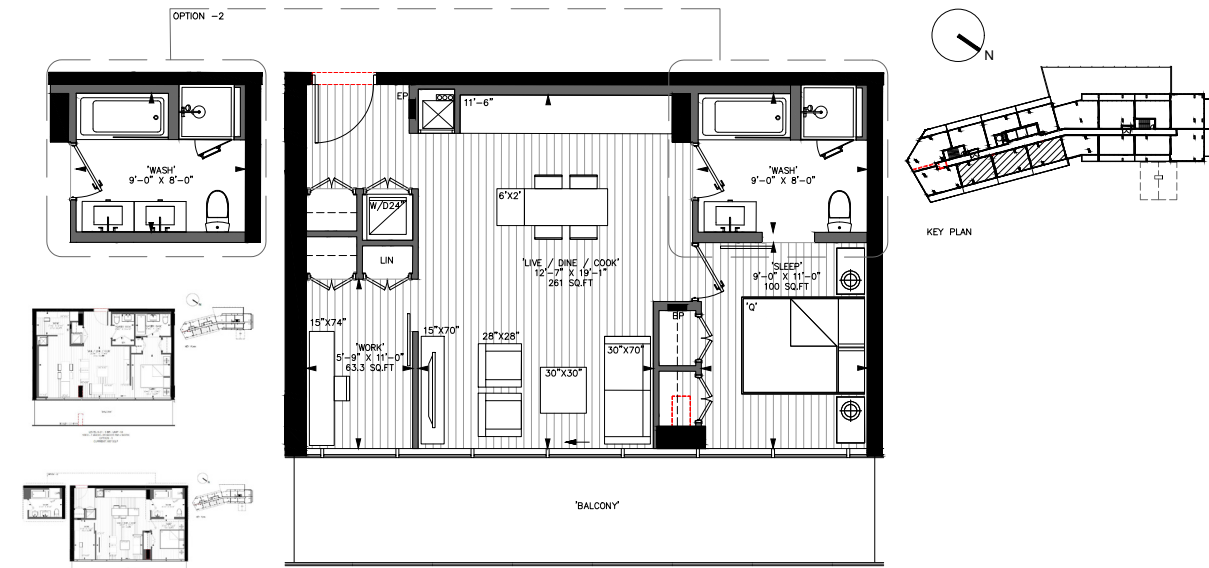 OPTION -2
N
EP
11'-6"
'WASH'
9'-0" X 8'-0"
'WASH'
9'-0" X 8'-0"
W/D24"
6'X2'
KEY PLAN
LIN
'LIVE / DINE / COOK'
12'-7" X 19'-1"
261 SQ.FT
'SLEEP'
9'-0" X 11'-0"
100 SQ.FT
'Q'
EP
15"X74"
15"X70"
28"X28"
30"X70"
'WORK'
5'-9" X 11'-0"
63.3 SQ.FT
30"X30"
'BALCONY'